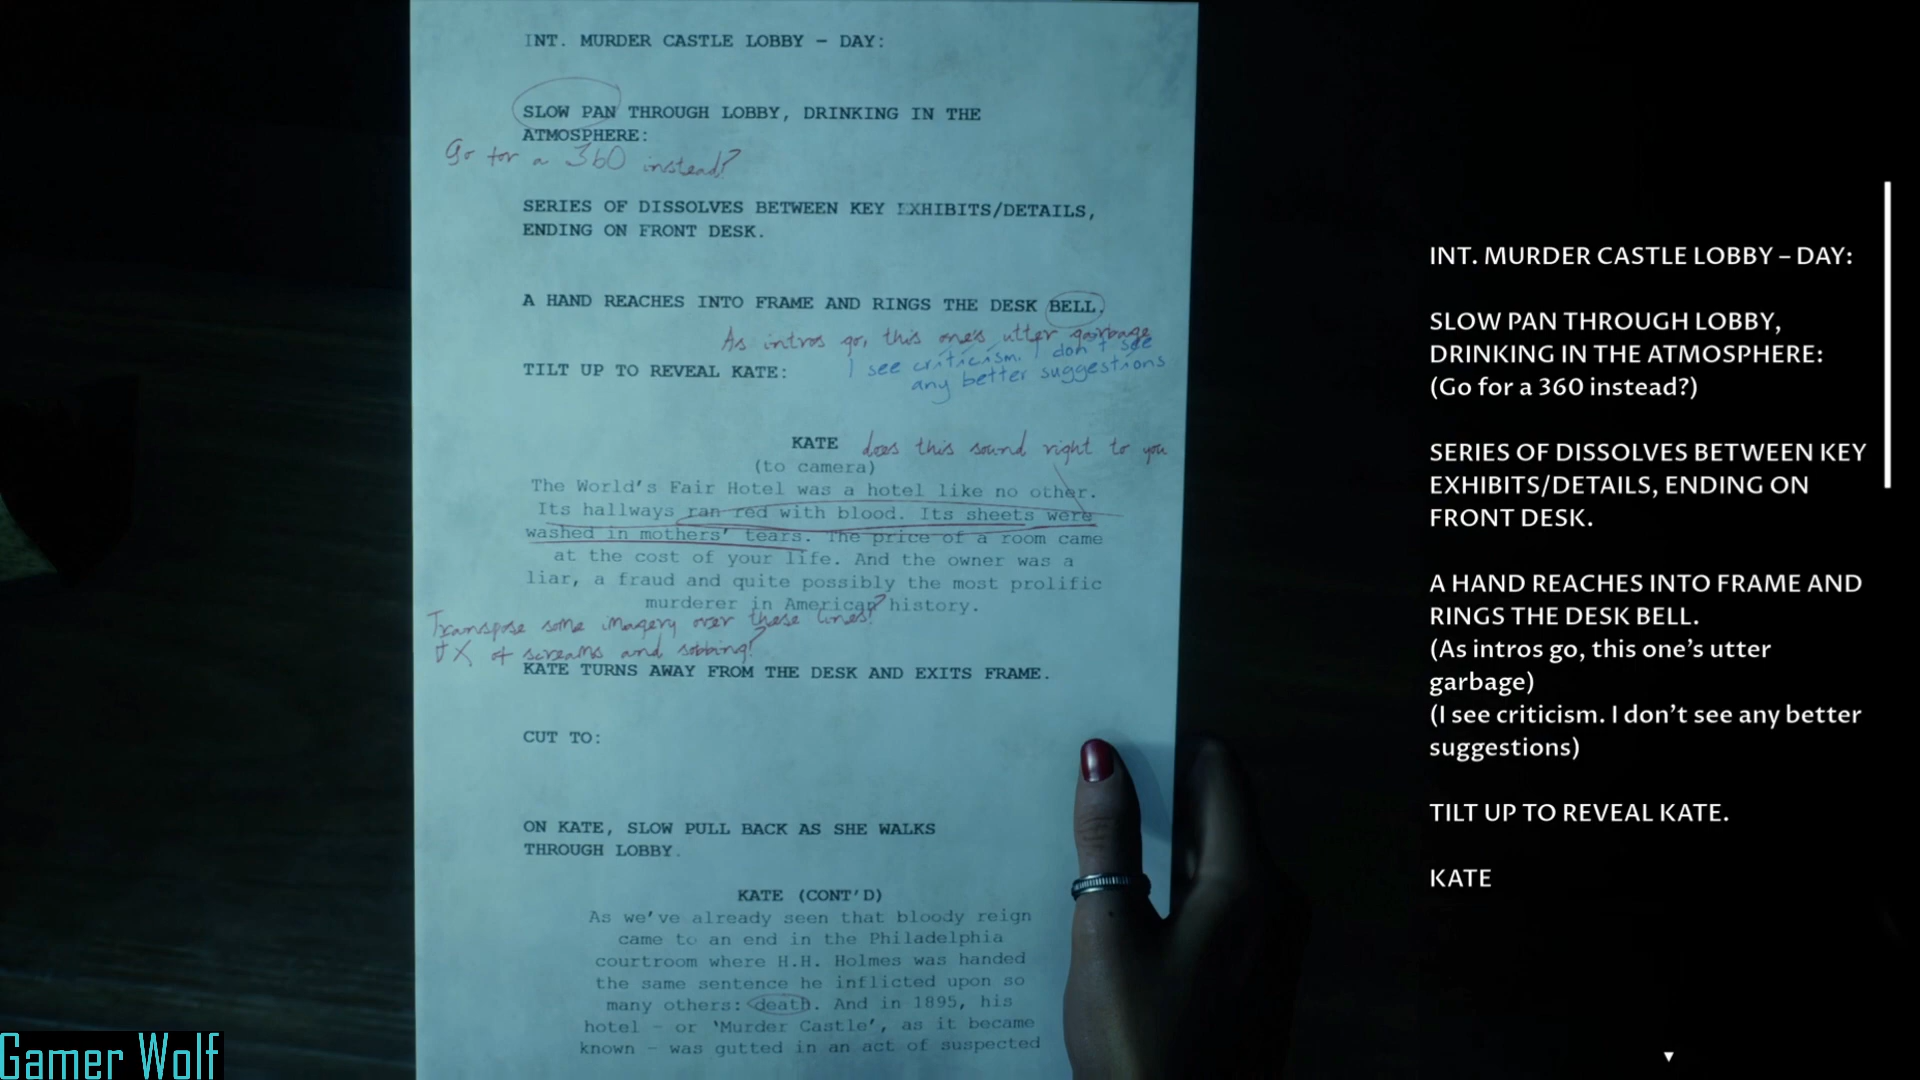 INT. MURDER CASTLE LOBBY – DAY:
SLOW PAN THROUGH LOBBY, DRINKING IN THE
ATMOSPHERE:
Go for a 360 instead?
SERIES OF DISSOLVES BETWEEN KEY EXHIBITS/DETAILS,
ENDING ON FRONT DESK.
A HAND REACHES INTO FRAME AND RINGS THE DESK BELL.
As intros go, this one's utter garbage
I see criticism. I don't see
any better suggestions
TILT UP TO REVEAL KATE:
KATE
does this sound right to you
(to camera)
The World's Fair Hotel was a hotel like no other.
Its hallways ran red with blood. Its sheets were
washed in mothers' tears. The price of a room came
at the cost of your life. And the owner was a
liar, a fraud and quite possibly the most prolific
murderer in American history.
?
Transpose some imagery over these lines?
FX of screams and sobbing?
KATE TURNS AWAY FROM THE DESK AND EXITS FRAME.
CUT TO:
ON KATE, SLOW PULL BACK AS SHE WALKS
THROUGH LOBBY.
KATE (CONT'D)
As we've already seen that bloody reign
came to an end in the Philadelphia
courtroom where H.H. Holmes was handed
the same sentence he inflicted upon so
many others: death. And in 1895, his
hotel – or 'Murder Castle', as it became
known – was gutted in an act of suspected
INT. MURDER CASTLE LOBBY – DAY:
SLOW PAN THROUGH LOBBY,
DRINKING IN THE ATMOSPHERE:
(Go for a 360 instead?)
SERIES OF DISSOLVES BETWEEN KEY
EXHIBITS/DETAILS, ENDING ON
FRONT DESK.
A HAND REACHES INTO FRAME AND
RINGS THE DESK BELL.
(As intros go, this one's utter
garbage)
(I see criticism. I don't see any better
suggestions)
TILT UP TO REVEAL KATE.
KATE
Gamer Wolf